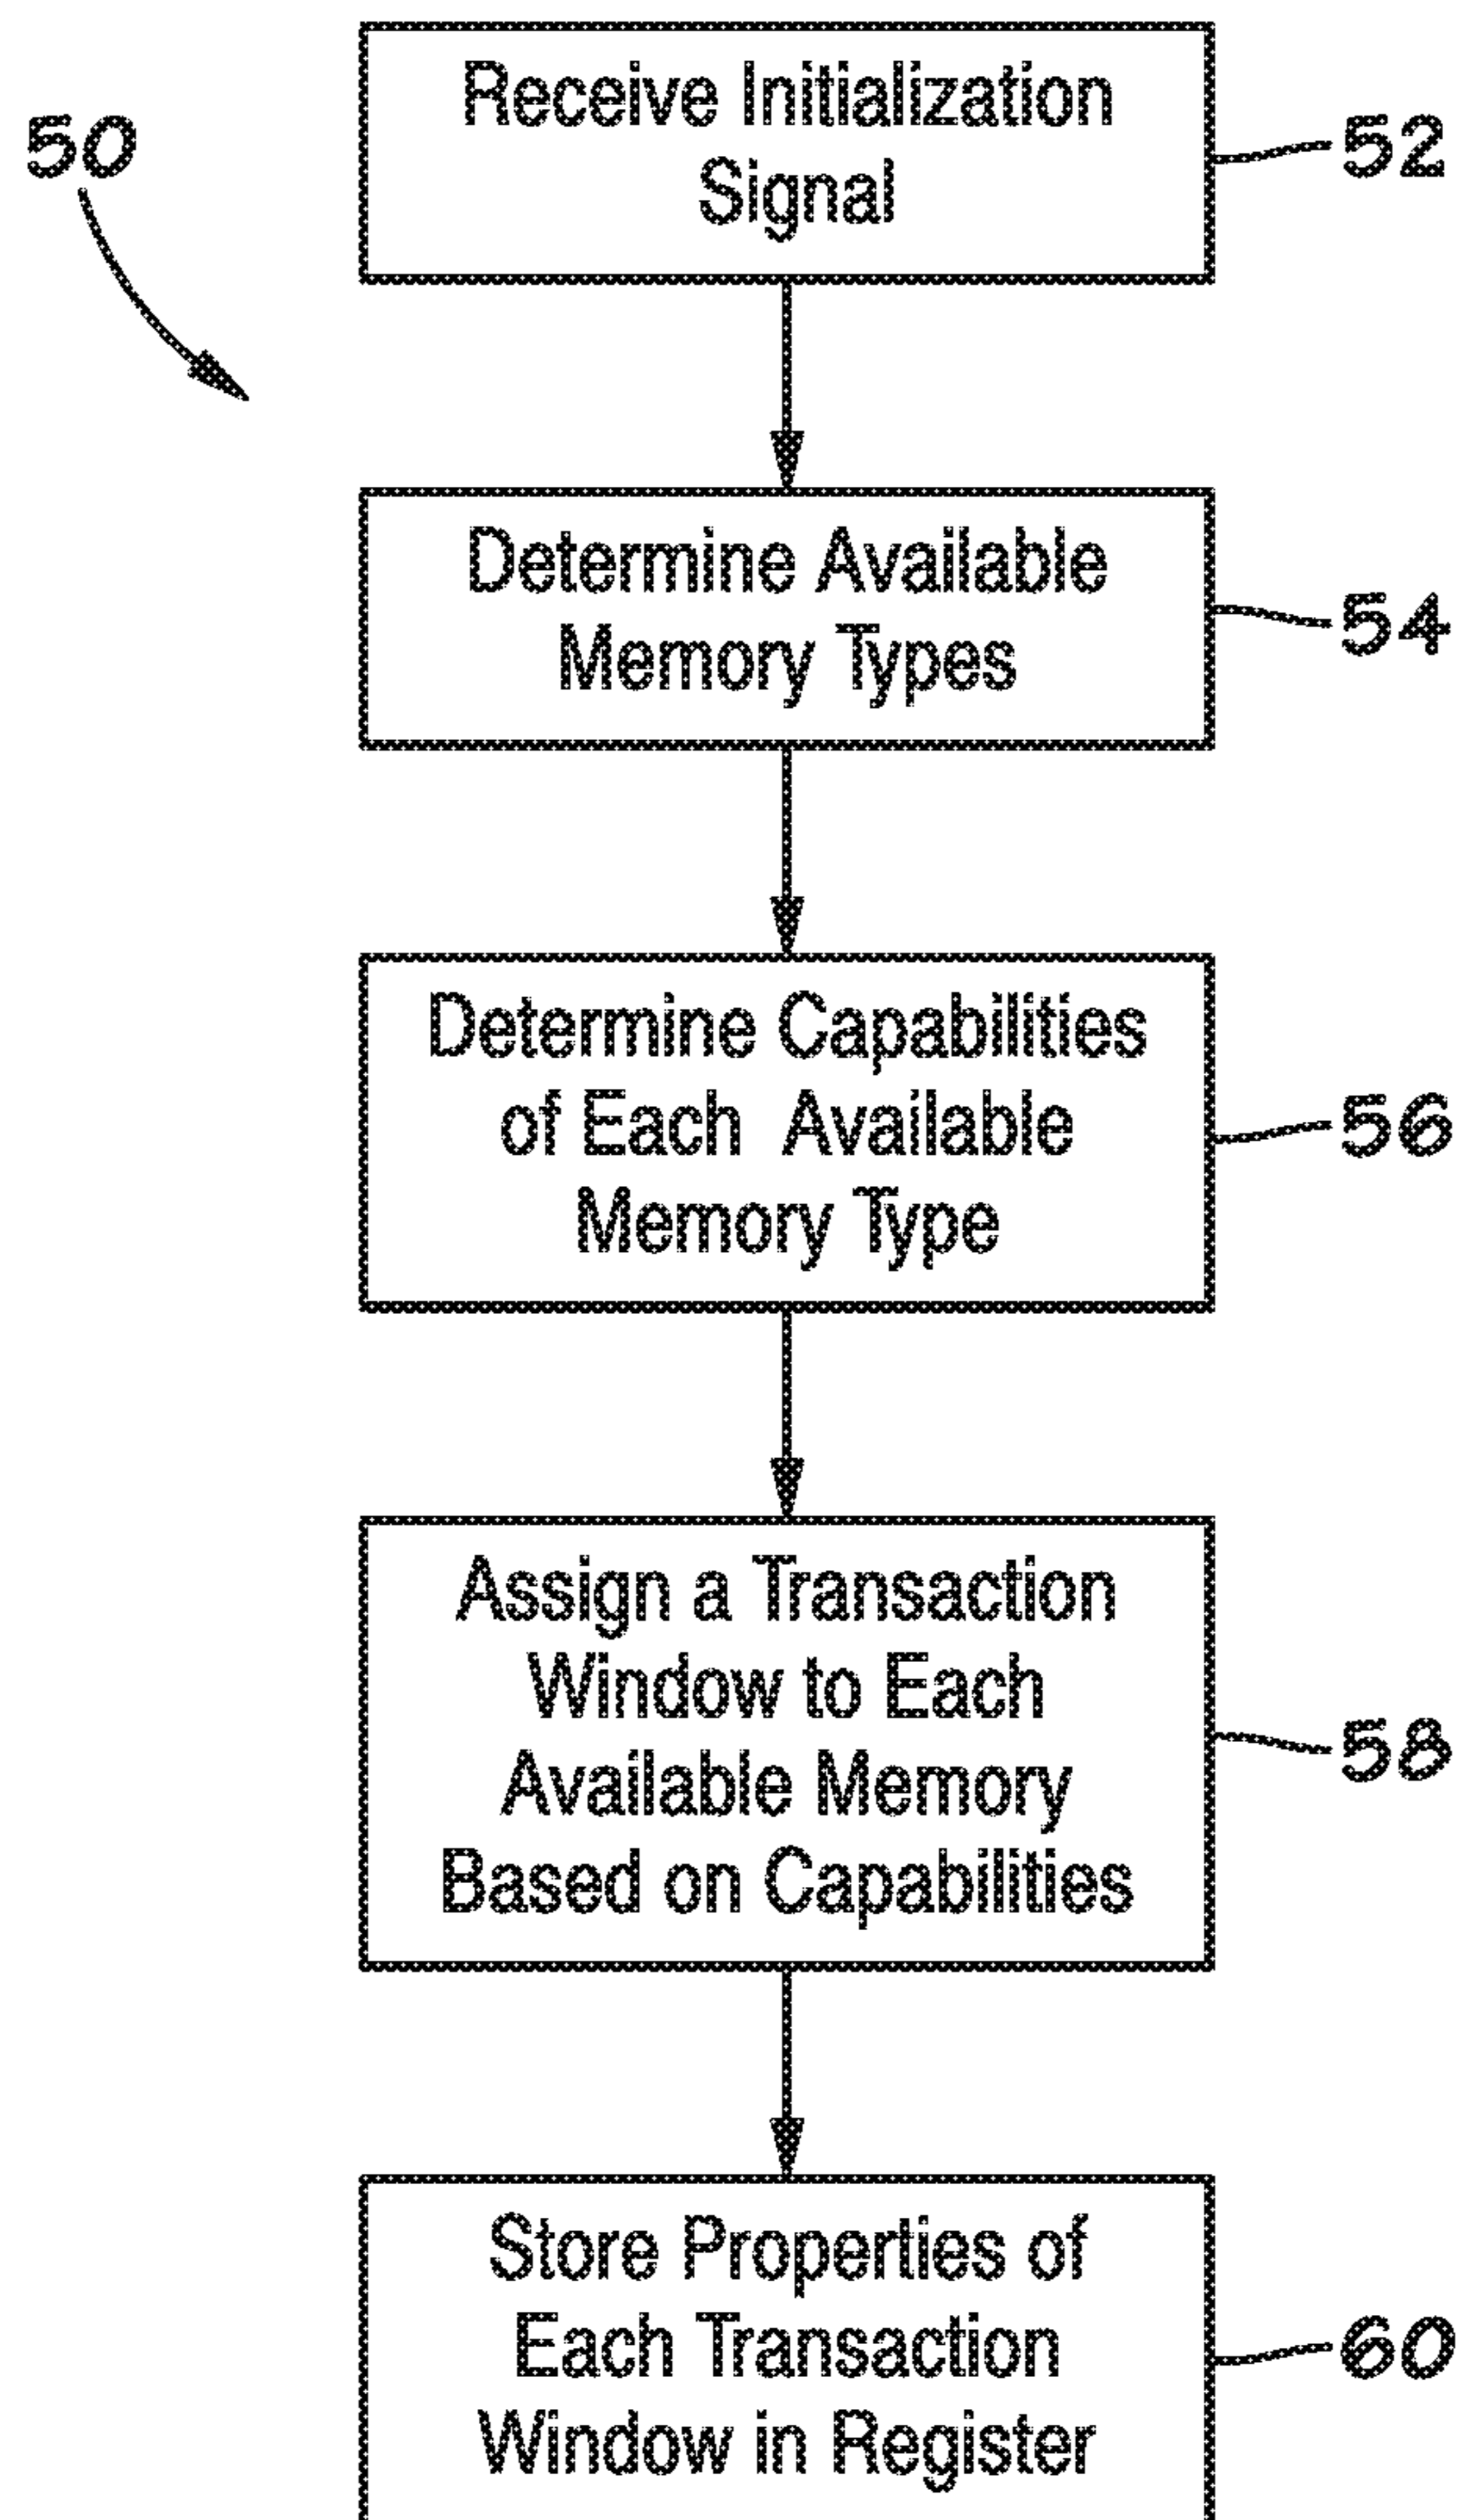 50
Receive Initialization
Signal
52
Determine Available
Memory Types
54
Determine Capabilities
of Each Available
Memory Type
56
Assign a Transaction
Window to Each
Available Memory
Based on Capabilities
58
Store Properties of
Each Transaction
Window in Register
60